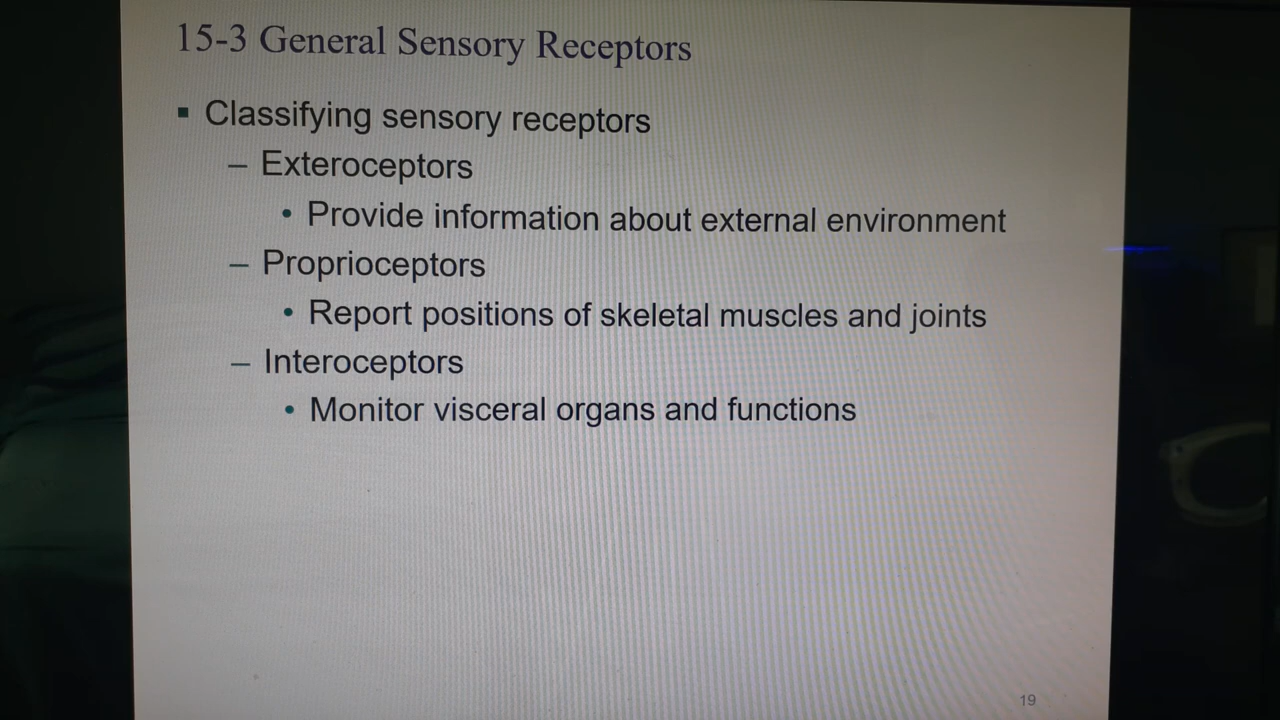 15-3 General Sensory Receptors
▪ Classifying sensory receptors
– Exteroceptors
• Provide information about external environment
– Proprioceptors
• Report positions of skeletal muscles and joints
– Interoceptors
• Monitor visceral organs and functions
19